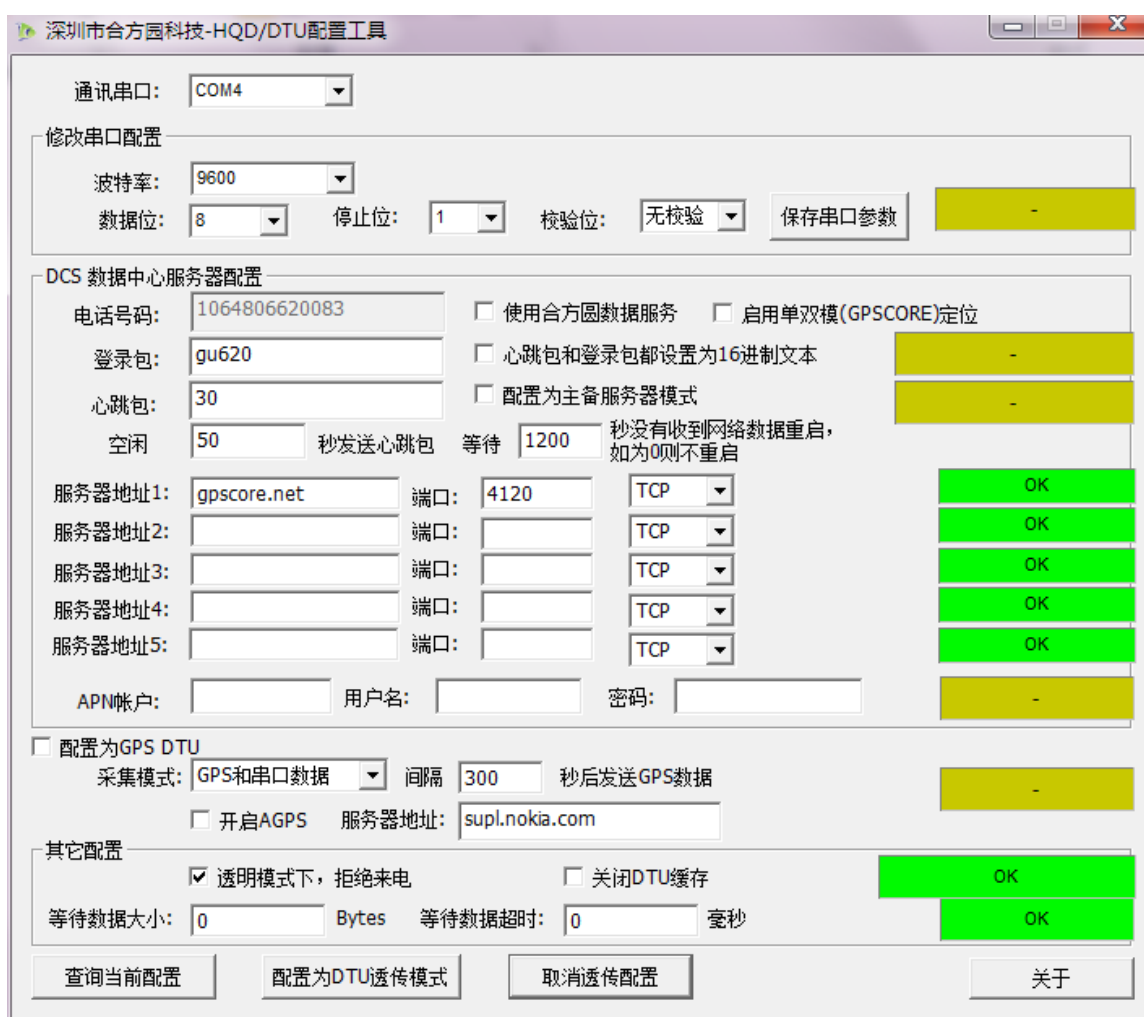 深圳市合方园科技-HQD/DTU配置工具
通讯串口: COM4
修改串口配置
波特率: 9600
数据位: 8 停止位: 1 校验位: 无校验 保存串口参数 -
DCS 数据中心服务器配置
电话号码: 1064806620083 使用合方圆数据服务 启用单双模(GPSCORE)定位
登录包: gu620 心跳包和登录包都设置为16进制文本 -
心跳包: 30 配置为主备服务器模式 -
空闲 50 秒发送心跳包 等待 1200 秒没有收到网络数据重启,
如为0则不重启
服务器地址1: gpscore.net 端口: 4120 TCP OK
服务器地址2: 端口: TCP OK
服务器地址3: 端口: TCP OK
服务器地址4: 端口: TCP OK
服务器地址5: 端口: TCP OK
APN帐户: 用户名: 密码: -
配置为GPS DTU
采集模式: GPS和串口数据 间隔 300 秒后发送GPS数据 -
开启AGPS 服务器地址: supl.nokia.com
其它配置
透明模式下，拒绝来电 关闭DTU缓存 OK
等待数据大小: 0 Bytes 等待数据超时: 0 毫秒 OK
查询当前配置 配置为DTU透传模式 取消透传配置 关于